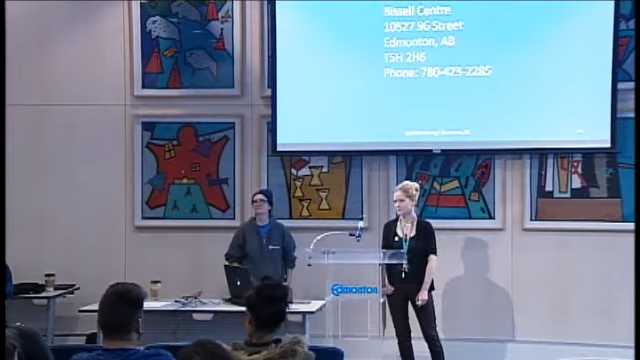 Bissell Centre
10527 96 Street
Edmonton, AB
T5H 2H6
Phone: 780-423-2285
Edmonton